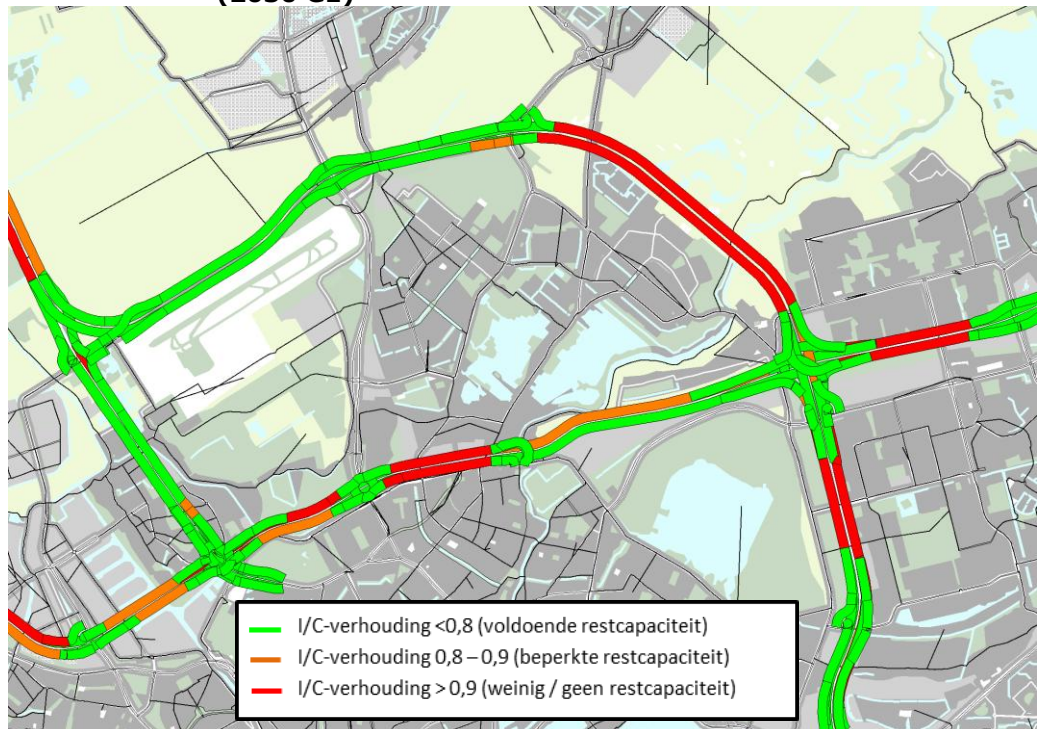 I/C-verhouding <0,8 (voldoende restcapaciteit)
I/C-verhouding 0,8 – 0,9 (beperkte restcapaciteit)
I/C-verhouding > 0,9 (weinig / geen restcapaciteit)